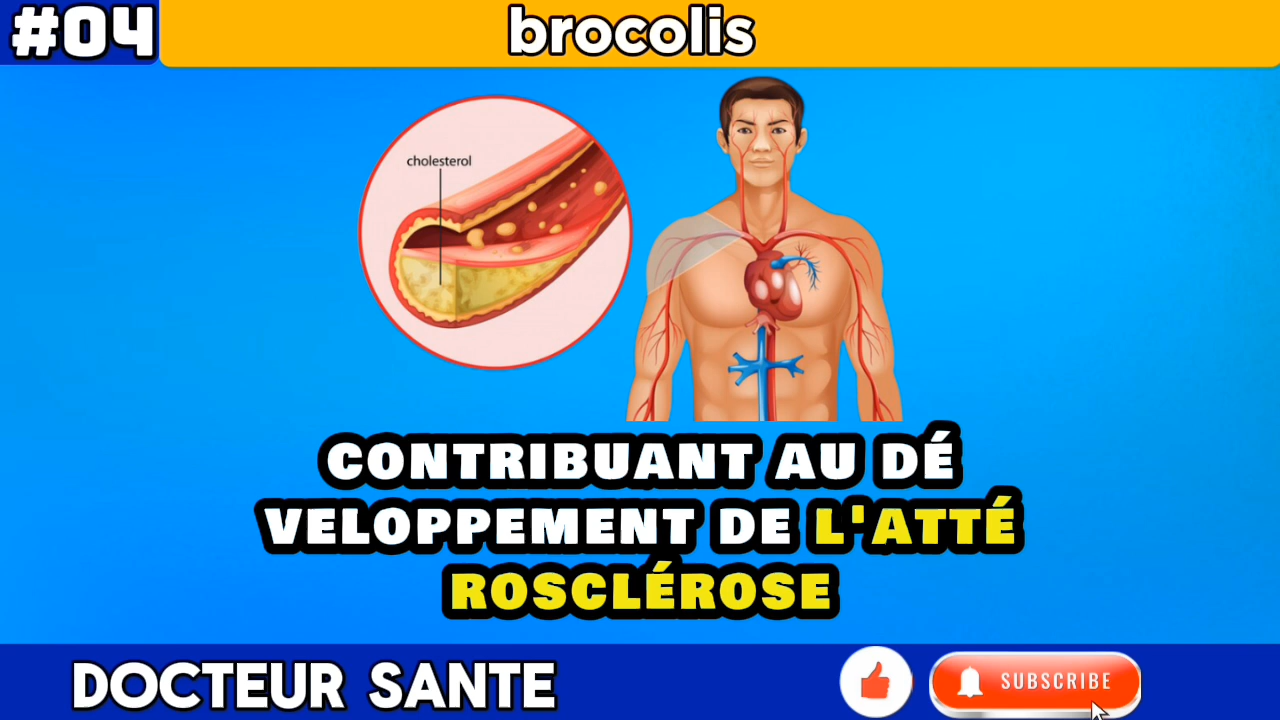 #04
brocolis
cholesterol
CONTRIBUANT AU DÉ
VELOPPEMENT DE L'ATTÉ
ROSCLÉROSE
DOCTEUR SANTE
SUBSCRIBE